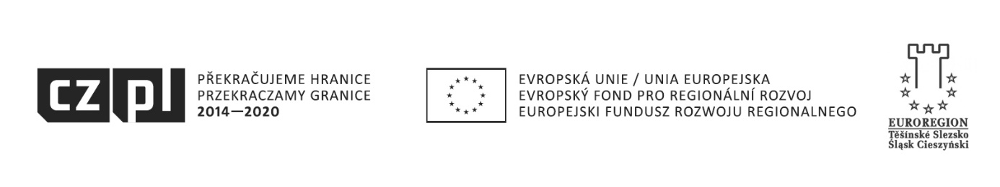 cz pl
PŘEKRAČUJEME HRANICE
PRZEKRACZAMY GRANICE
2014—2020
EVROPSKÁ UNIE / UNIA EUROPEJSKA
EVROPSKÝ FOND PRO REGIONÁLNÍ ROZVOJ
EUROPEJSKI FUNDUSZ ROZWOJU REGIONALNEGO
EUROREGION
Těšínské Slezsko
Śląsk Cieszyński